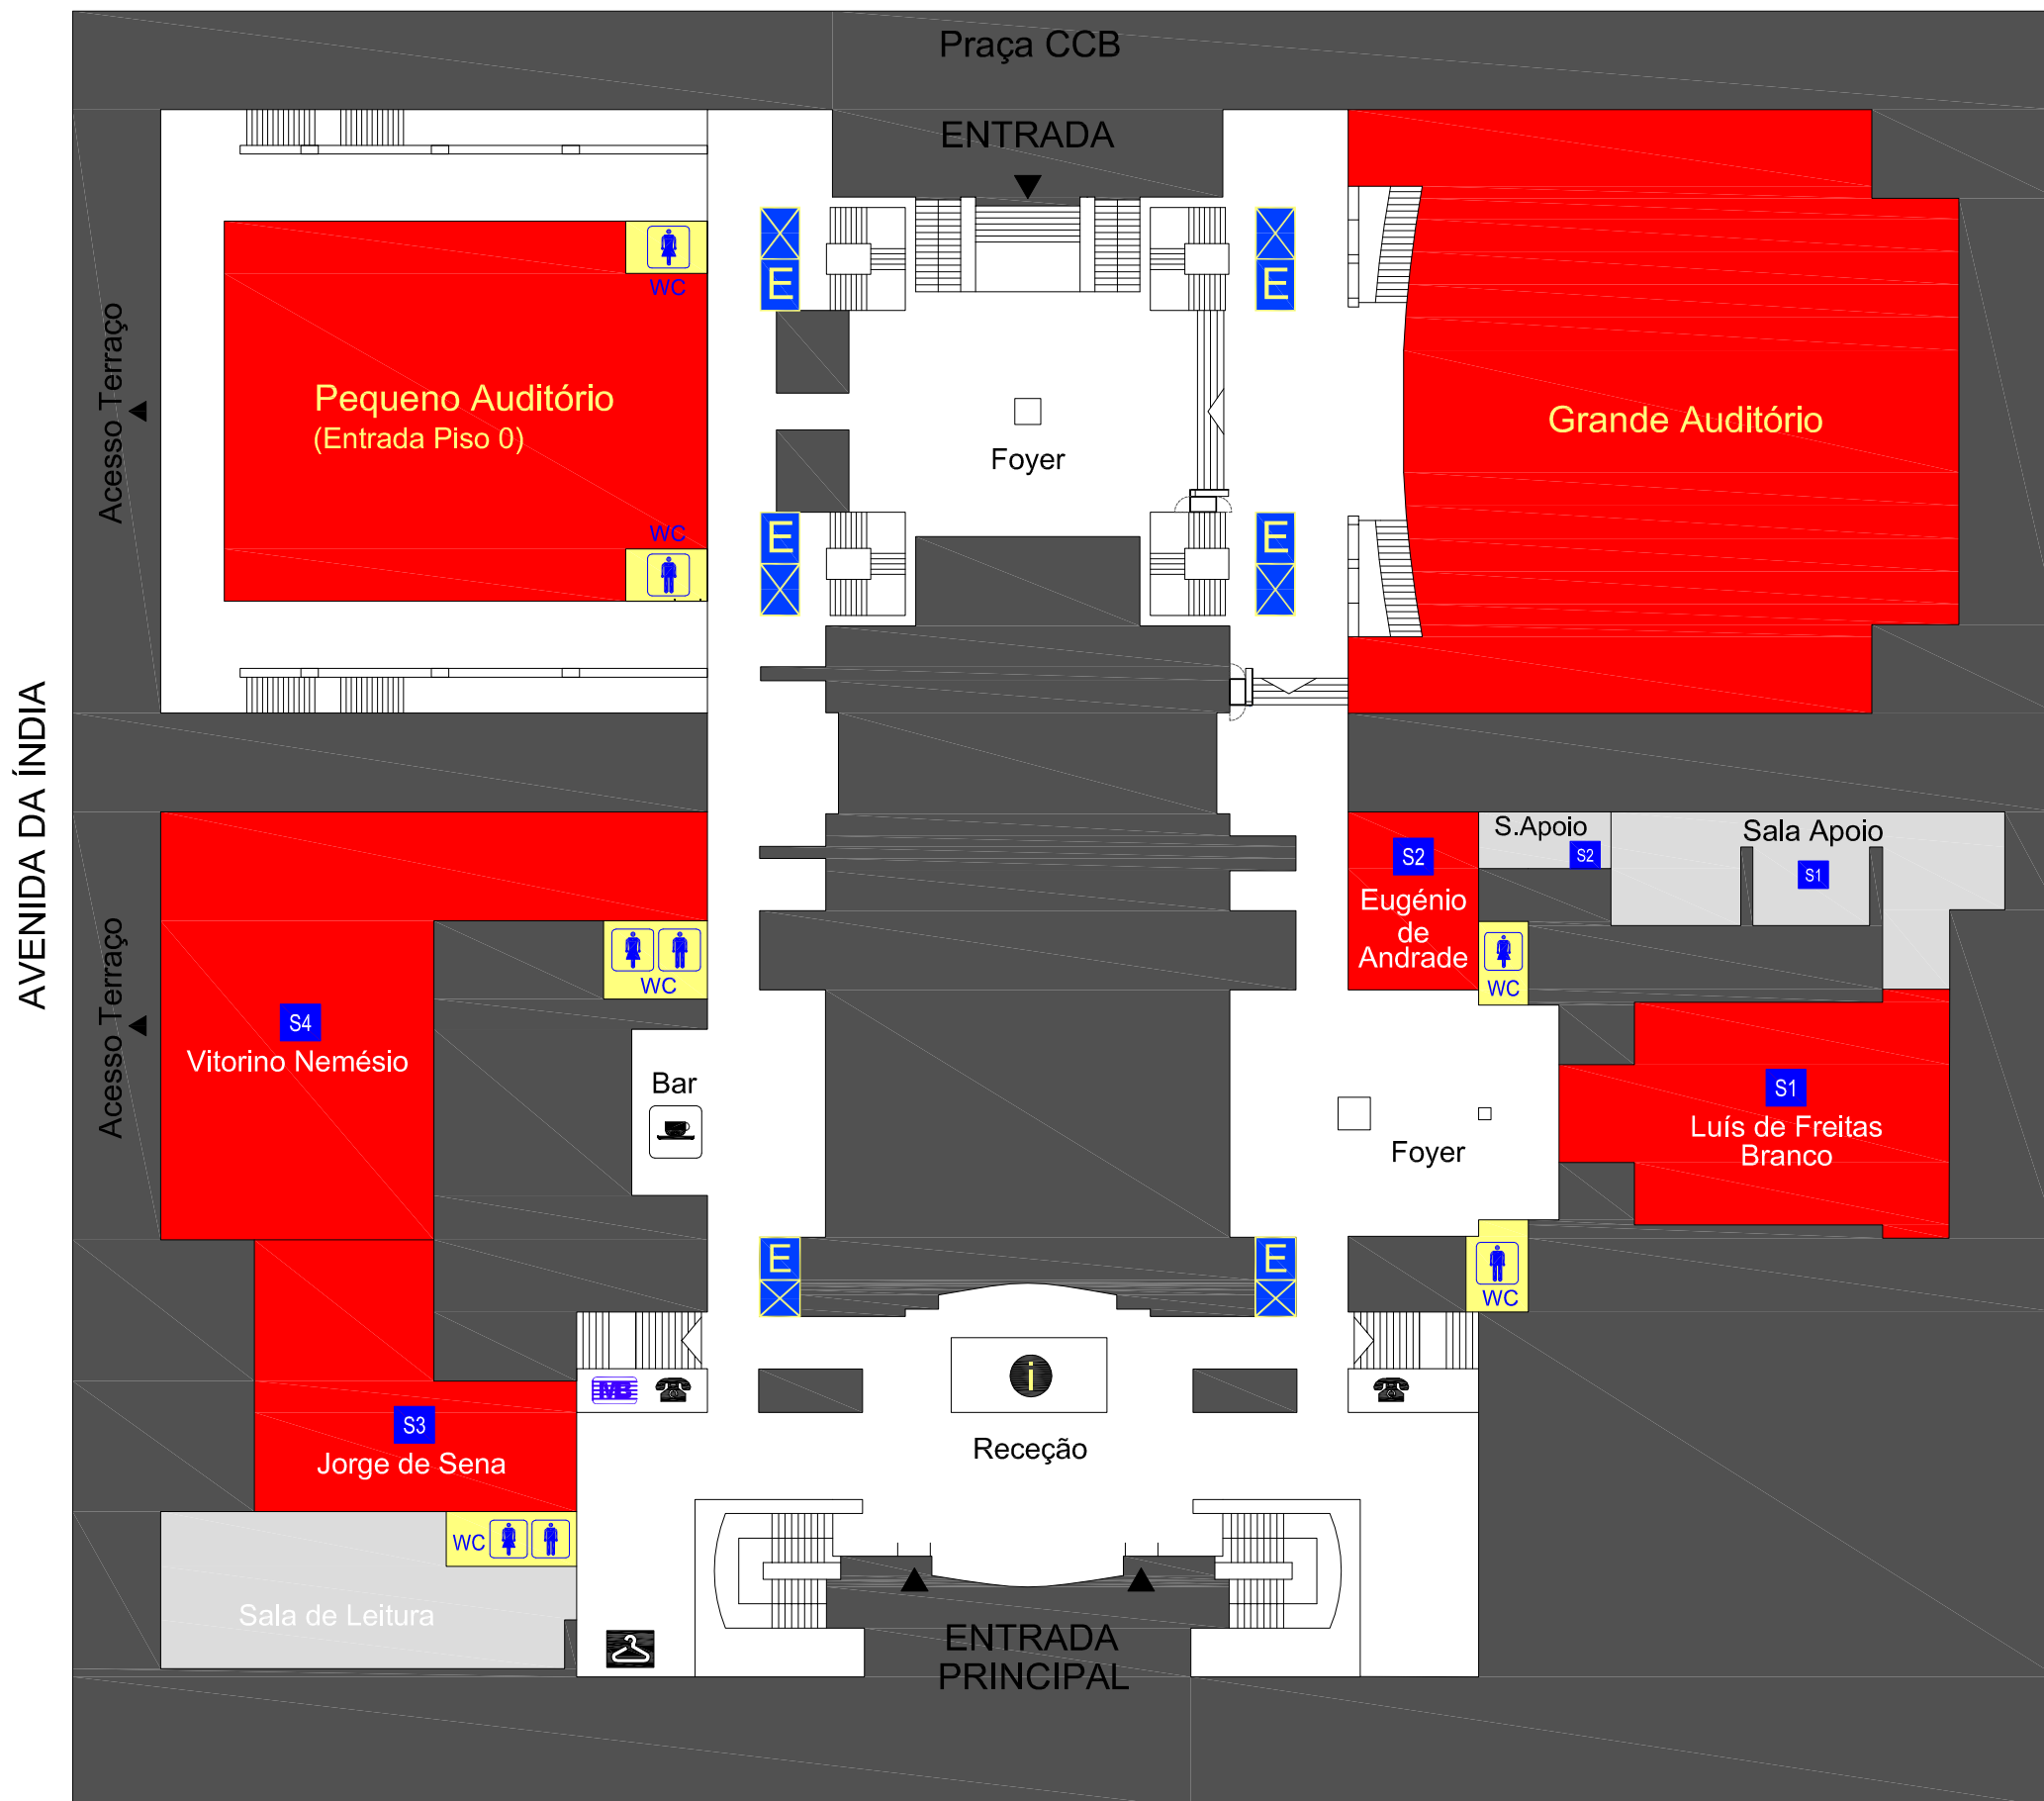 Praça CCB
ENTRADA
WC
E
E
Acesso Terraço
Pequeno Auditório
(Entrada Piso 0)
Grande Auditório
Foyer
WC
E
E
AVENIDA DA ÍNDIA
S.Apoio
S2
Sala Apoio
S1
S2
Eugénio
de
Andrade
WC
WC
Acesso Terraço
S4
Vitorino Nemésio
Bar
S1
Luís de Freitas
Branco
Foyer
E
E
WC
MB
i
S3
Jorge de Sena
Receção
WC
Sala de Leitura
ENTRADA
PRINCIPAL